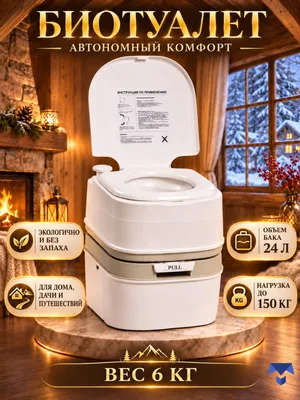 БИОТУАЛЕТ
АВТОНОМНЫЙ КОМФОРТ
ИНСТРУКЦИЯ ПО ПРИМЕНЕНИЮ
ЭКОЛОГИЧНО
И БЕЗ
ЗАПАХА
ОБЪЕМ
БАКА
24 Л
PULL
ДЛЯ ДОМА,
ДАЧИ И
ПУТЕШЕСТВИЙ
KG
НАГРУЗКА
ДО
150 КГ
ВЕС 6 КГ